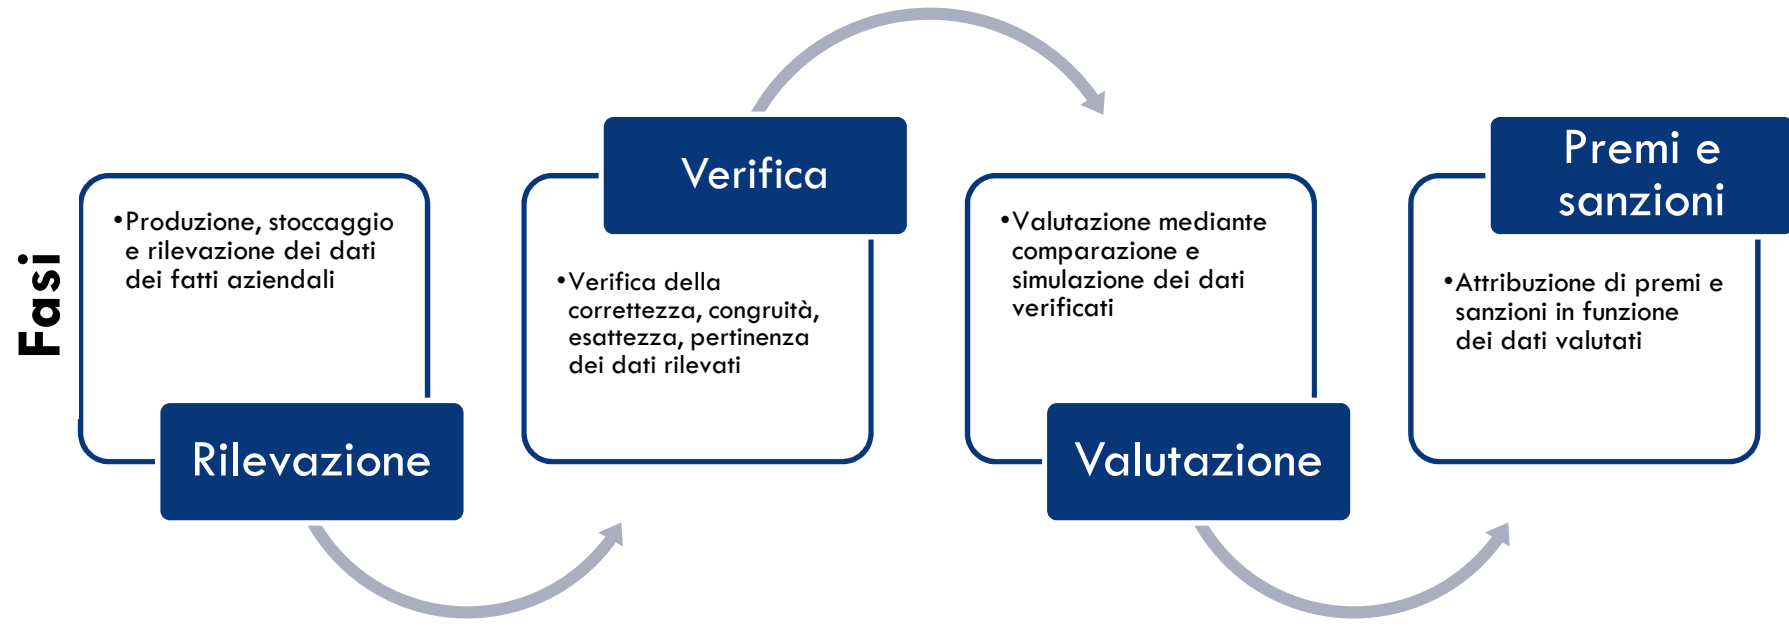 Fasi
•Produzione, stoccaggio
e rilevazione dei dati
dei fatti aziendali
Rilevazione
Verifica
•Verifica della
correttezza, congruità,
esattezza, pertinenza
dei dati rilevati
•Valutazione mediante
comparazione e
simulazione dei dati
verificati
Valutazione
Premi e
sanzioni
•Attribuzione di premi e
sanzioni in funzione
dei dati valutati